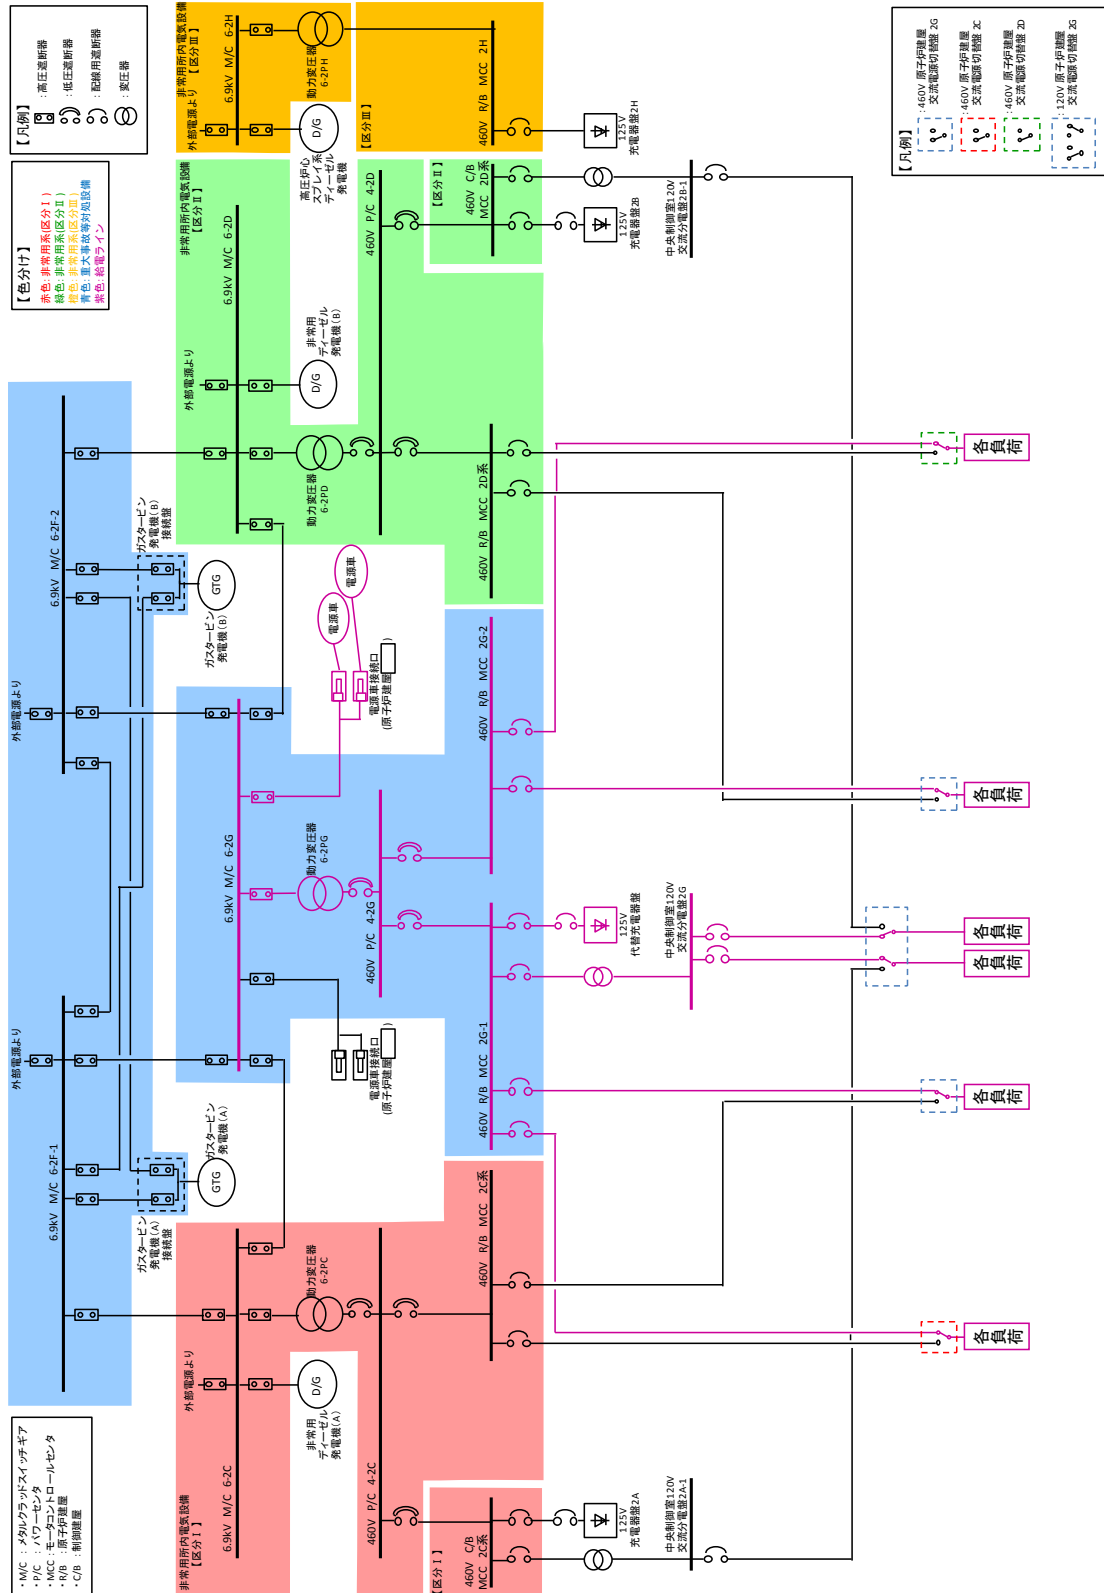 ・M/C ：メタルクラッドスイッチギア
・P/C ：パワーセンタ
・MCC：モータコントロールセンタ
・R/B ：原子炉建屋
・C/B ：制御建屋
【色分け】
赤色：非常用系(区分Ⅰ)
緑色：非常用系(区分Ⅱ)
橙色：非常用系(区分Ⅲ)
青色：重大事故等対処設備
紫色：給電ライン
【凡例】
：高圧遮断器
：低圧遮断器
：配線用遮断器
：変圧器
外部電源より
外部電源より
6.9kV M/C 6-2F-1
6.9kV M/C 6-2F-2
ガスタービン
発電機(A)
接続盤
GTG
ガスタービン
発電機(A)
ガスタービン
発電機(B)
接続盤
GTG
ガスタービン
発電機(B)
非常用所内電気設備
【区分Ⅰ】
外部電源より
6.9kV M/C 6-2C
D/G
非常用
ディーゼル
発電機(A)
動力変圧器
6-2PC
460V P/C 4-2C
【区分Ⅰ】
460V C/B
MCC 2C系
460V R/B MCC 2C系
6.9kV M/C 6-2G
動力変圧器
6-2PG
電源車接続口
(原子炉建屋 )
電源車
電源車
電源車接続口
(原子炉建屋 )
460V P/C 4-2G
460V R/B MCC 2G-1
460V R/B MCC 2G-2
非常用所内電気設備
【区分Ⅱ】
外部電源より
6.9kV M/C 6-2D
D/G
非常用
ディーゼル
発電機(B)
動力変圧器
6-2PD
460V P/C 4-2D
【区分Ⅱ】
460V C/B
MCC 2D系
460V R/B MCC 2D系
非常用所内電気設備
【区分Ⅲ】
外部電源より
6.9kV M/C 6-2H
D/G
高圧炉心
スプレイ系
ディーゼル
発電機
動力変圧器
6-2PH
【区分Ⅲ】
460V R/B MCC 2H
125V
充電器盤2A
125V
代替充電器盤
125V
充電器盤2B
125V
充電器盤2H
中央制御室120V
交流分電盤2A-1
中央制御室120V
交流分電盤2G
中央制御室120V
交流分電盤2B-1
各負荷
各負荷
各負荷
各負荷
各負荷
各負荷
【凡例】
：460V 原子炉建屋
交流電源切替盤 2G
：460V 原子炉建屋
交流電源切替盤 2C
：460V 原子炉建屋
交流電源切替盤 2D
：120V 原子炉建屋
交流電源切替盤 2G